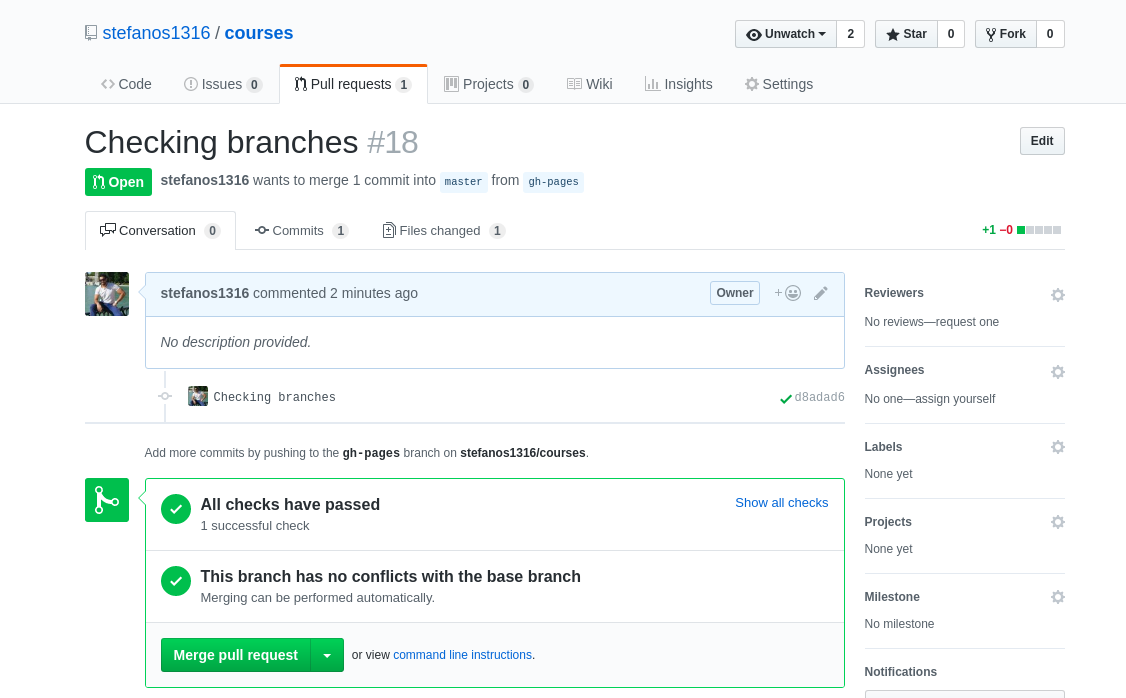 stefanos1316 / courses
Unwatch 2 Star 0 Fork 0
Code Issues 0 Pull requests 1 Projects 0 Wiki Insights Settings
Checking branches #18
Edit
Open stefanos1316 wants to merge 1 commit into master from gh-pages
Conversation 0 Commits 1 Files changed 1 +1 −0
stefanos1316 commented 2 minutes ago Owner +
No description provided.
Checking branches d8adad6
Add more commits by pushing to the gh-pages branch on stefanos1316/courses.
All checks have passed Show all checks
1 successful check
This branch has no conflicts with the base branch
Merging can be performed automatically.
Merge pull request or view command line instructions.
Reviewers
No reviews—request one
Assignees
No one—assign yourself
Labels
None yet
Projects
None yet
Milestone
No milestone
Notifications